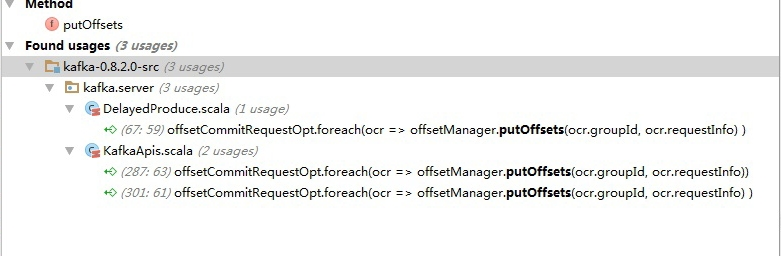 Method
f putOffsets
Found usages (3 usages)
kafka-0.8.2.0-src (3 usages)
kafka.server (3 usages)
DelayedProduce.scala (1 usage)
(67: 59) offsetCommitRequestOpt.foreach(ocr => offsetManager.putOffsets(ocr.groupId, ocr.requestInfo) )
KafkaApis.scala (2 usages)
(287: 63) offsetCommitRequestOpt.foreach(ocr => offsetManager.putOffsets(ocr.groupId, ocr.requestInfo))
(301: 61) offsetCommitRequestOpt.foreach(ocr => offsetManager.putOffsets(ocr.groupId, ocr.requestInfo) )